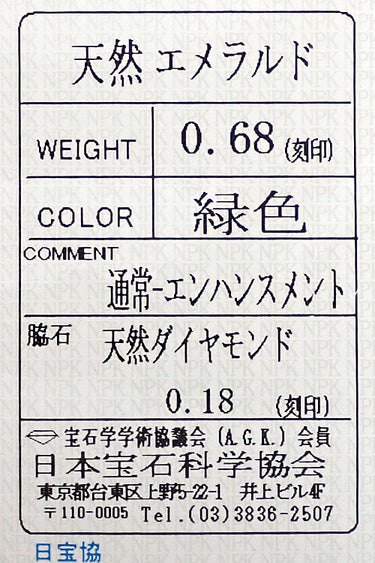 天然 エメラルド
WEIGHT 0.68 (刻印)
COLOR 緑色
COMMENT
通常-エンハンスメント
脇石 天然ダイヤモンド
0.18 (刻印)
宝石学学術協議会 (A.G.K.) 会員
日本宝石科学協会
東京都台東区上野5-22-1 井上ビル4F
〒110-0005 Tel.(03)3836-2507
日宝協